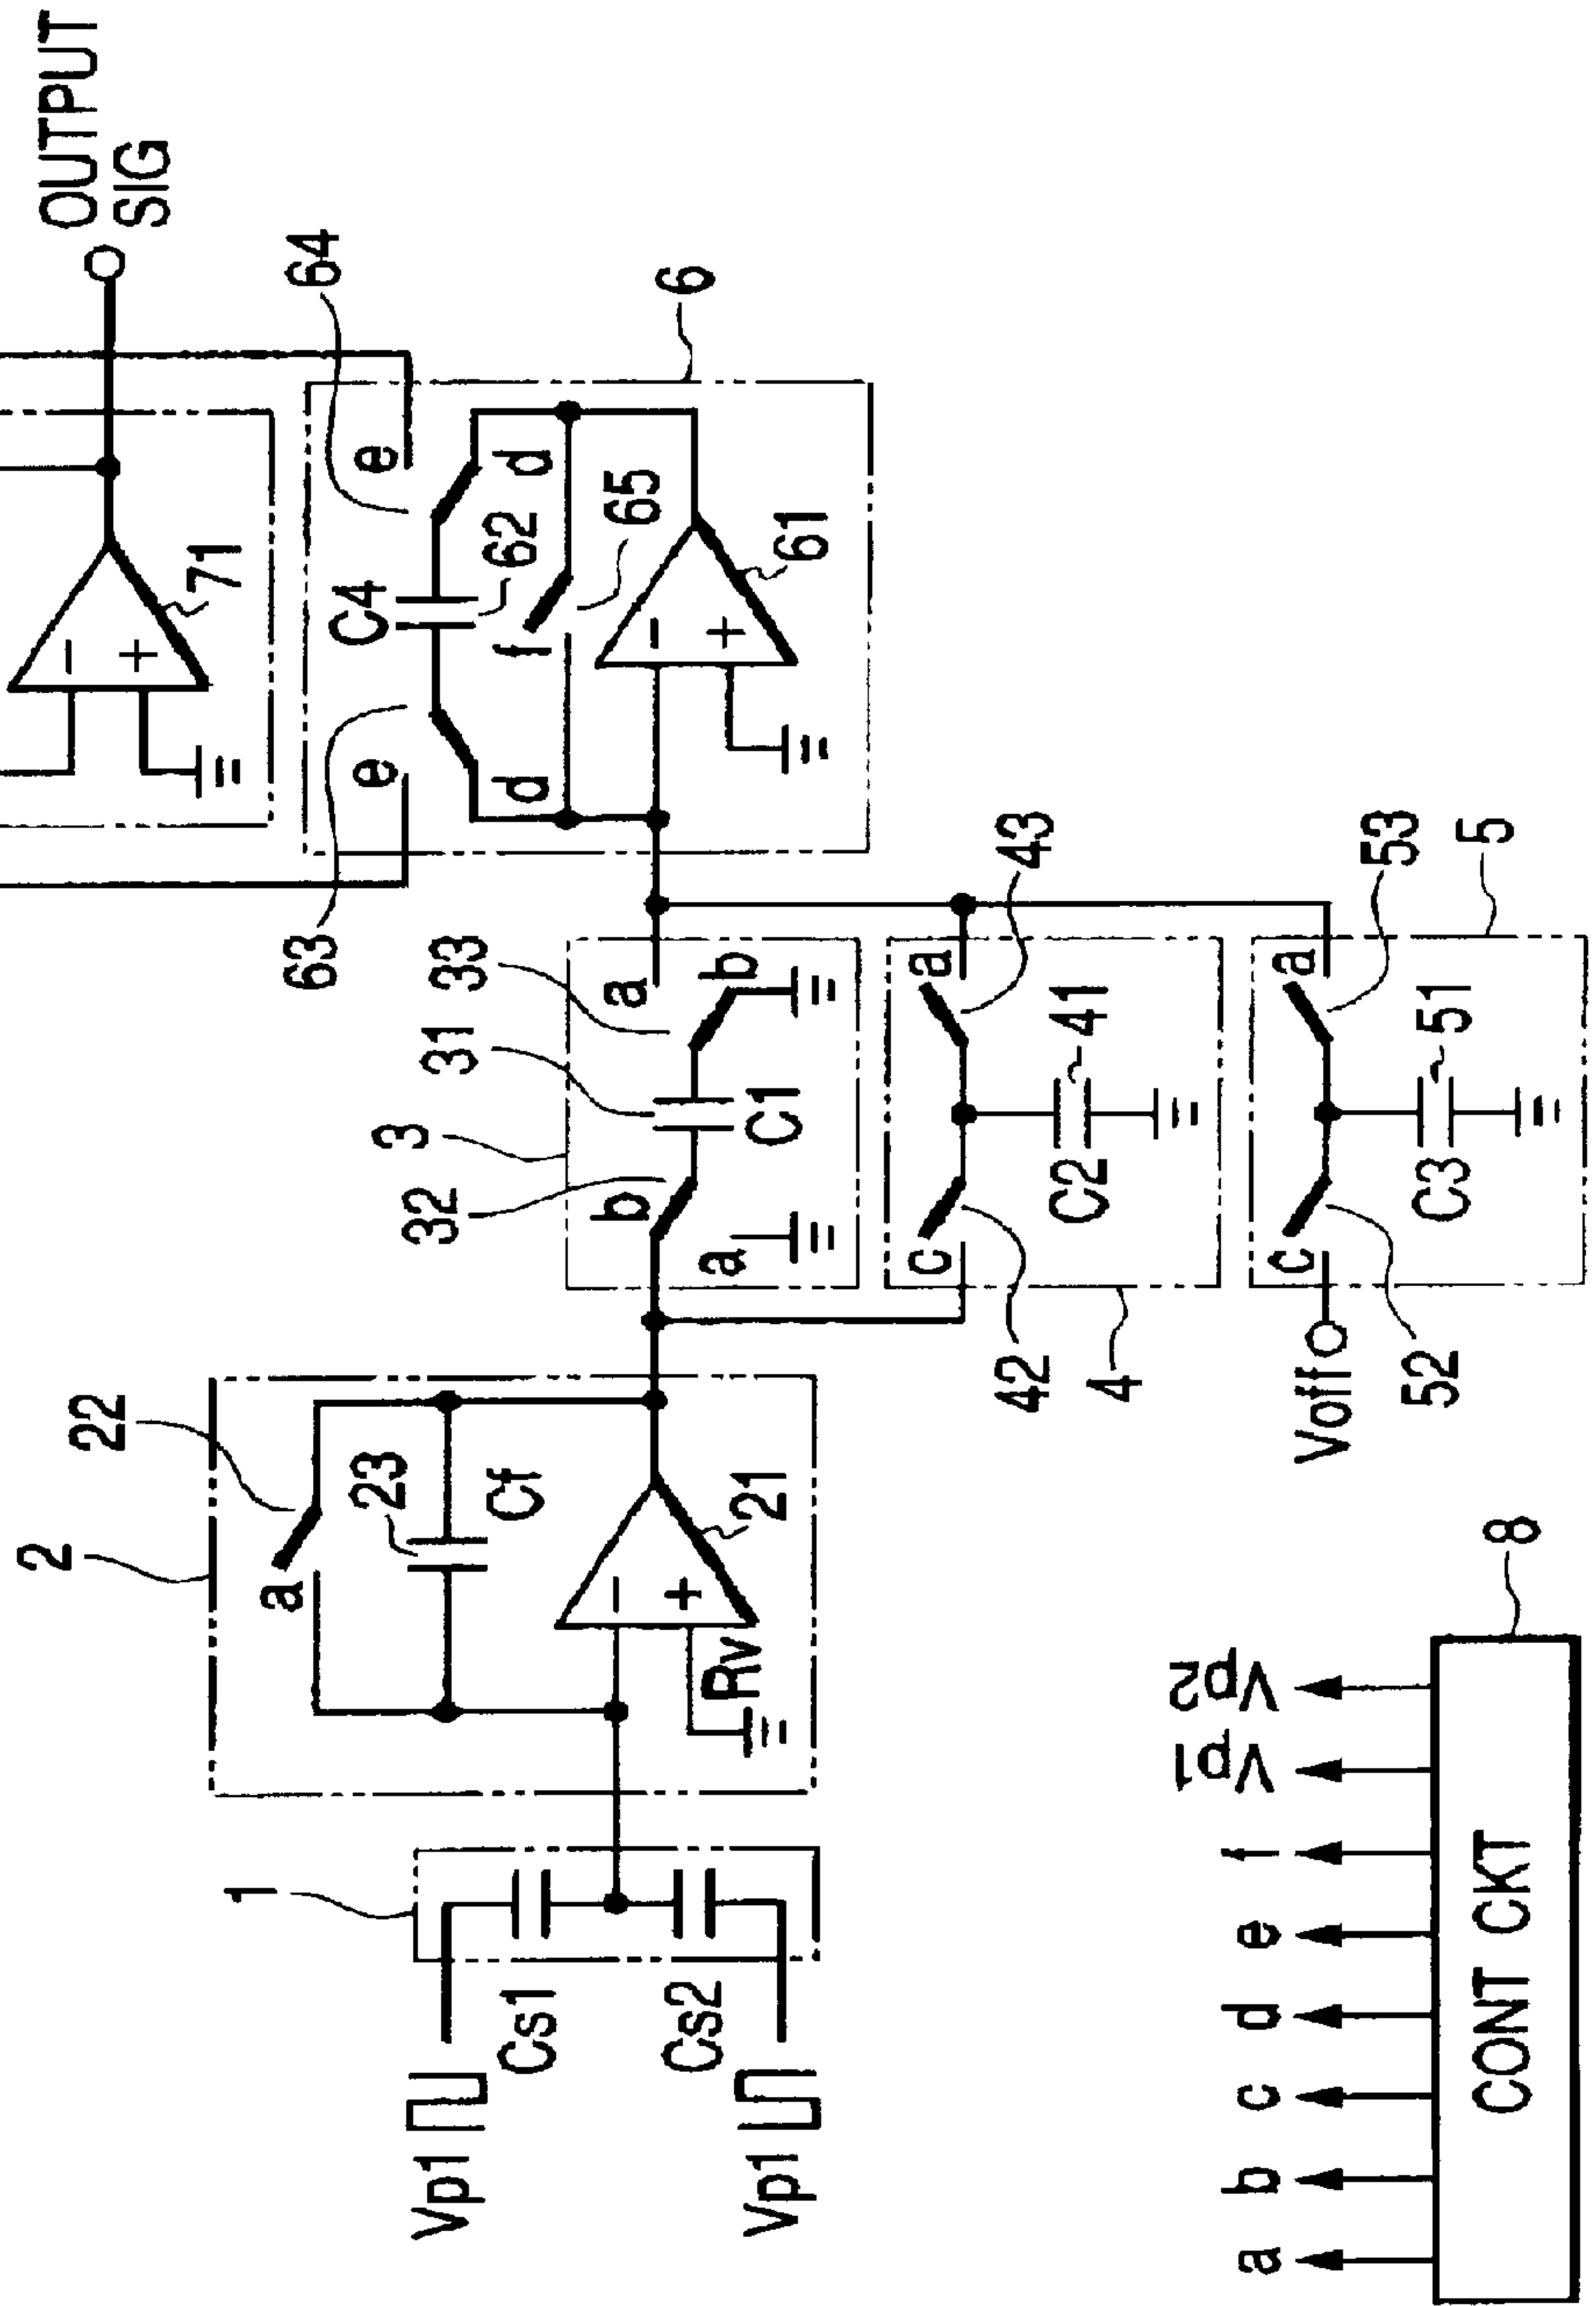 OUTPUT
SIG
71
64
e
e
C4
62
d
d
f
65
61
6
63
33
31
3
32
a
b
b
a
C1
43
a
c
41
C2
42
4
53
5
a
c
51
C3
52
Voff
2
22
a
23
Cf
21
Rv
1
Vp1
Cs1
Cs2
Vp1
a
b
c
d
e
f
Vp1
Vp2
8
CONT CKT
-
+
-
+
-
+